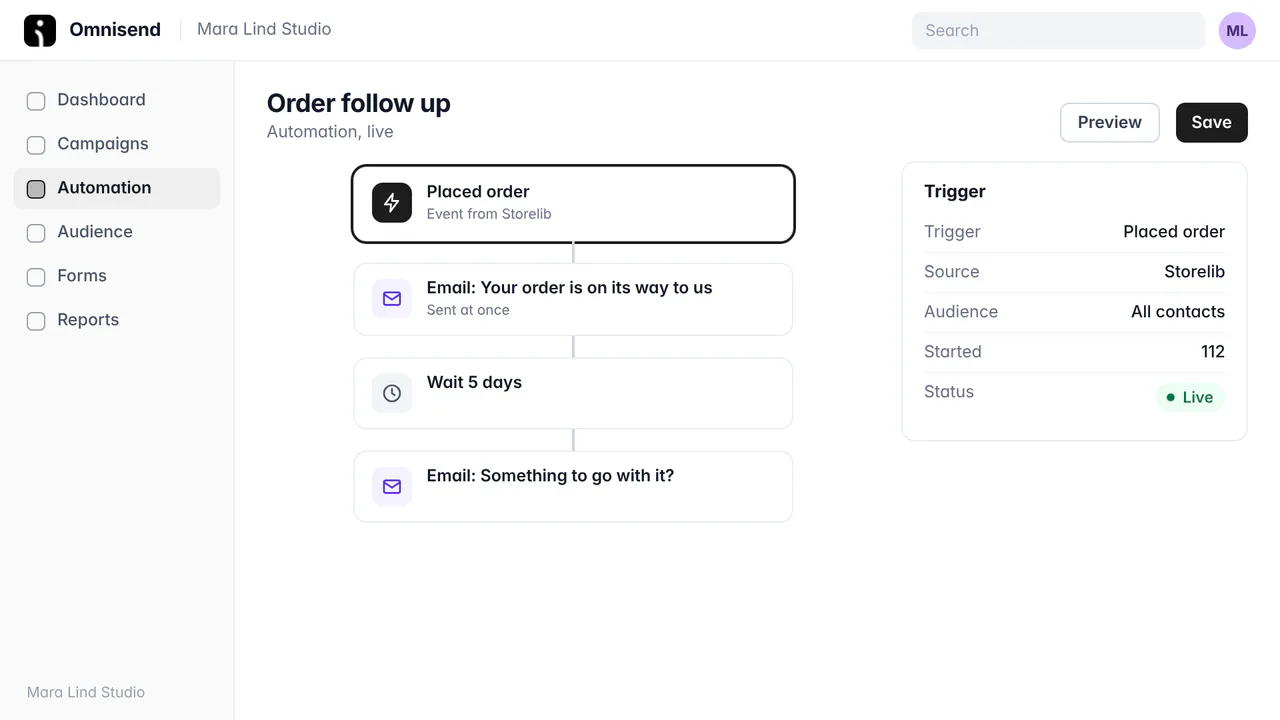 Omnisend
Mara Lind Studio
Search
ML
Dashboard
Campaigns
Automation
Audience
Forms
Reports
Mara Lind Studio
Order follow up
Automation, live
Preview
Save
Placed order
Event from Storelib
Email: Your order is on its way to us
Sent at once
Wait 5 days
Email: Something to go with it?
Trigger
Trigger Placed order
Source Storelib
Audience All contacts
Started 112
Status Live